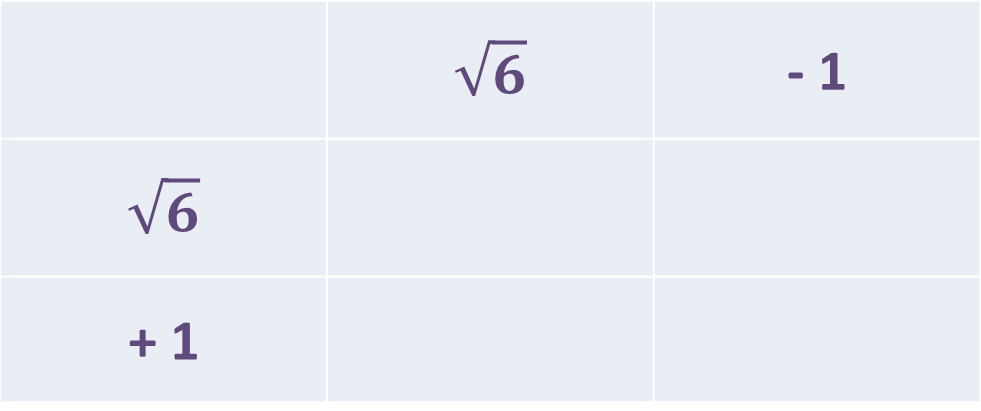 √6 - 1
√6
+ 1